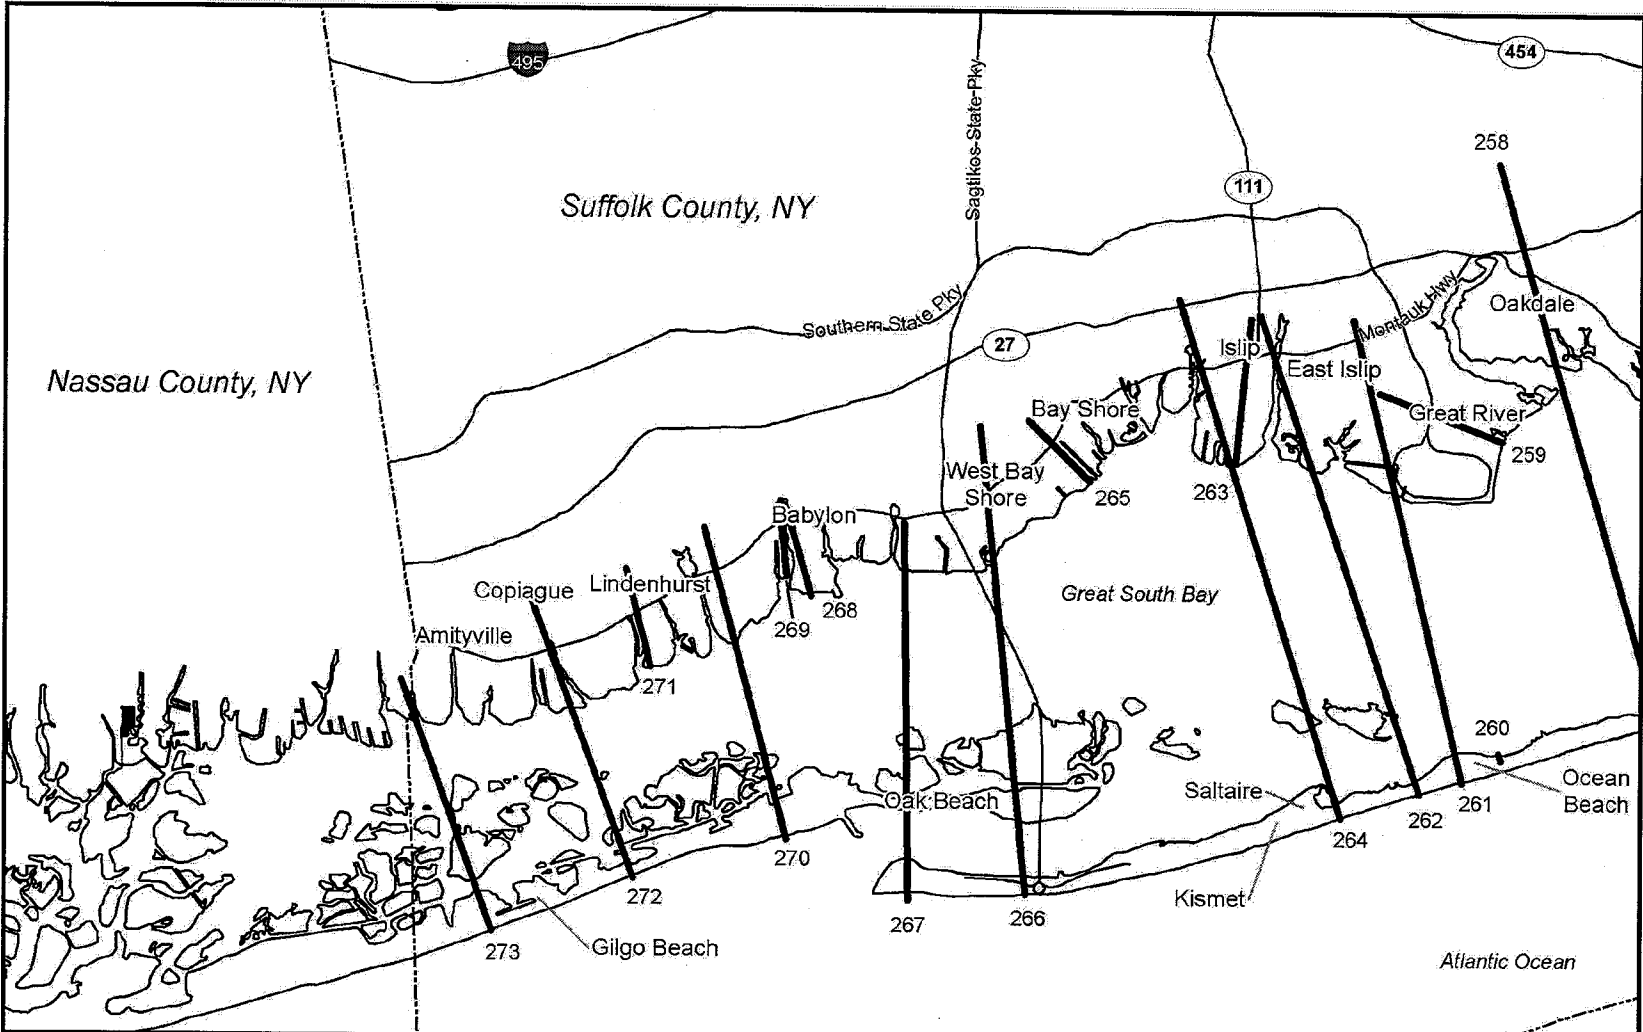 495
454
Sagtikos-State-Pky
258
111
Suffolk County, NY
Southern State Pky
27
Montauk Hwy
Oakdale
Nassau County, NY
Islip
East Islip
Bay Shore
Great River
259
West Bay
Shore
265
263
Babylon
Copiague
Lindenhurst
Great South Bay
268
269
Amityville
271
260
Ocean
Beach
Saltaire
Oak Beach
261
262
264
270
272
Kismet
267
266
273
Gilgo Beach
Atlantic Ocean